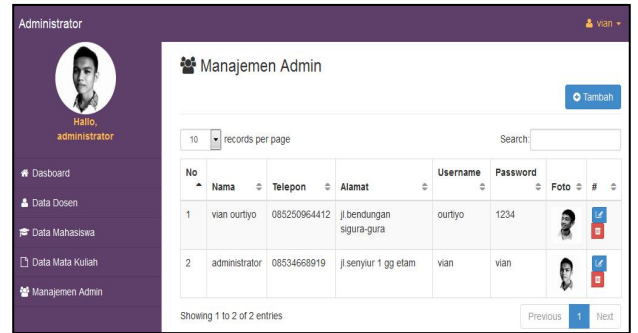 Administrator
vian
Hallo,
administrator
Dasboard
Data Dosen
Data Mahasiswa
Data Mata Kuliah
Manajemen Admin
Manajemen Admin
Tambah
10 records per page
Search:
No Nama Telepon Alamat Username Password Foto #
1 vian ourtiyo 085250964412 jl.bendungan ourtiyo 1234
sigura-gura
2 administrator 08534668919 jl.senyiur 1 gg etam vian vian
Showing 1 to 2 of 2 entries
Previous 1 Next